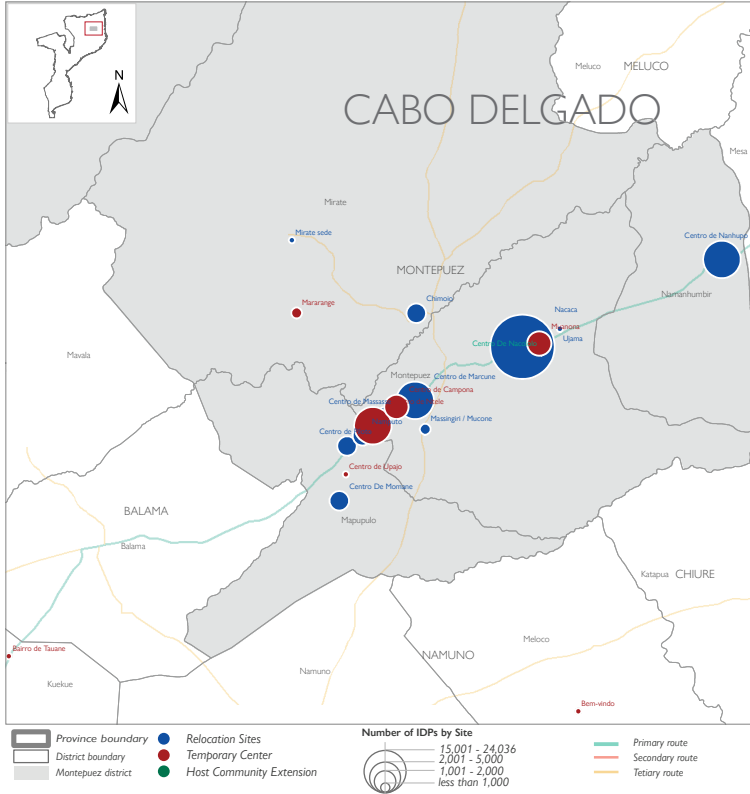 N
Meluco
MELUCO
CABO DELGADO
Mesa
Mirate
Mirate sede
Centro de Nanhupo
MONTEPUEZ
Namanhumbir
Chimoio
Mararange
Nacaca
Ujama
Mavala
Montepuez
Centro de Marcune
Massingiri / Mucone
Centro de Upajo
Centro De Momane
BALAMA
Mapupulo
Balama
Katapua
CHIURE
Meloco
Bairro de Tauane
NAMUNO
Namuno
Kuekue
Bem-vindo
Province boundary
District boundary
Montepuez district
Relocation Sites
Temporary Center
Host Community Extension
Number of IDPs by Site
15,001 - 24,036
2,001 - 5,000
1,001 - 2,000
less than 1,000
Primary route
Secondary route
Tetiary route